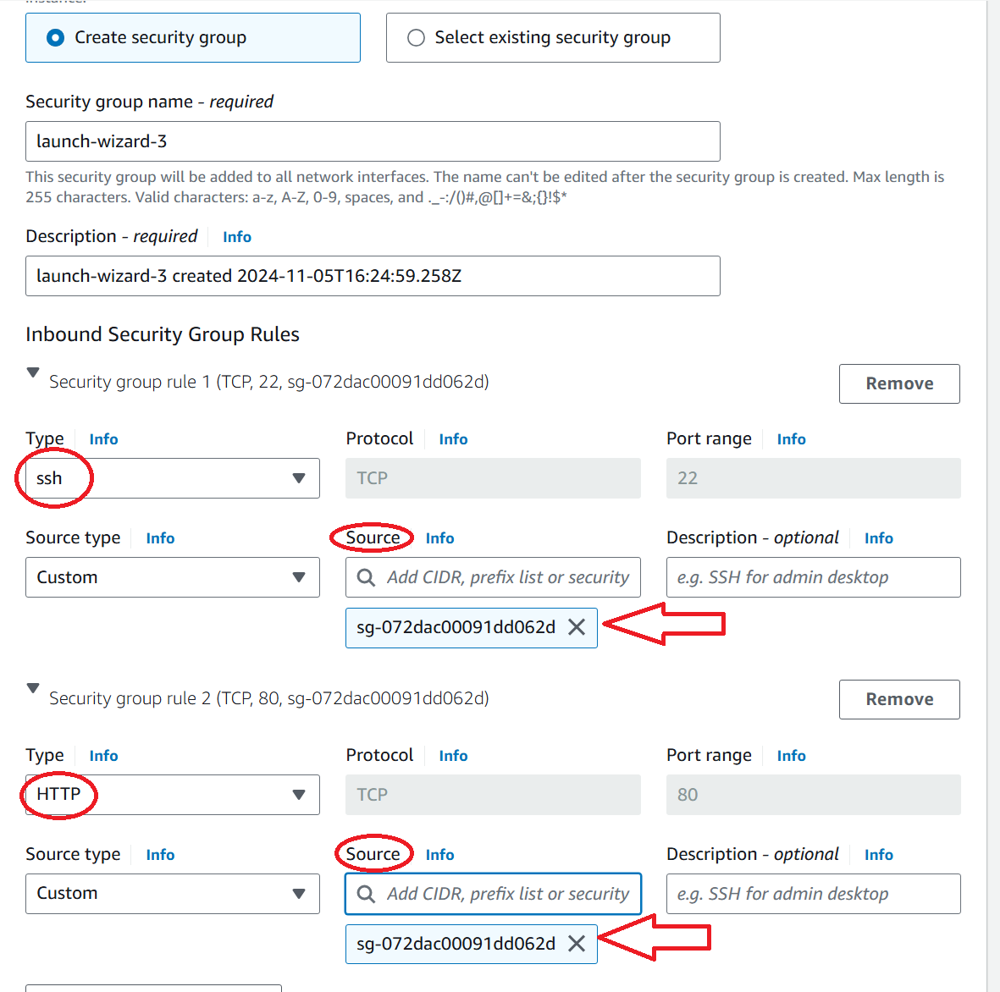 instance.
Create security group
Select existing security group
Security group name - required
launch-wizard-3
This security group will be added to all network interfaces. The name can't be edited after the security group is created. Max length is
255 characters. Valid characters: a-z, A-Z, 0-9, spaces, and ._-:/()#,@[]+=&;{}!$*
Description - required Info
launch-wizard-3 created 2024-11-05T16:24:59.258Z
Inbound Security Group Rules
Security group rule 1 (TCP, 22, sg-072dac00091dd062d)
Remove
Type Info Protocol Info Port range Info
ssh TCP 22
Source type Info Source Info Description - optional Info
Custom Add CIDR, prefix list or security e.g. SSH for admin desktop
sg-072dac00091dd062d
Security group rule 2 (TCP, 80, sg-072dac00091dd062d)
Remove
Type Info Protocol Info Port range Info
HTTP TCP 80
Source type Info Source Info Description - optional Info
Custom Add CIDR, prefix list or security e.g. SSH for admin desktop
sg-072dac00091dd062d